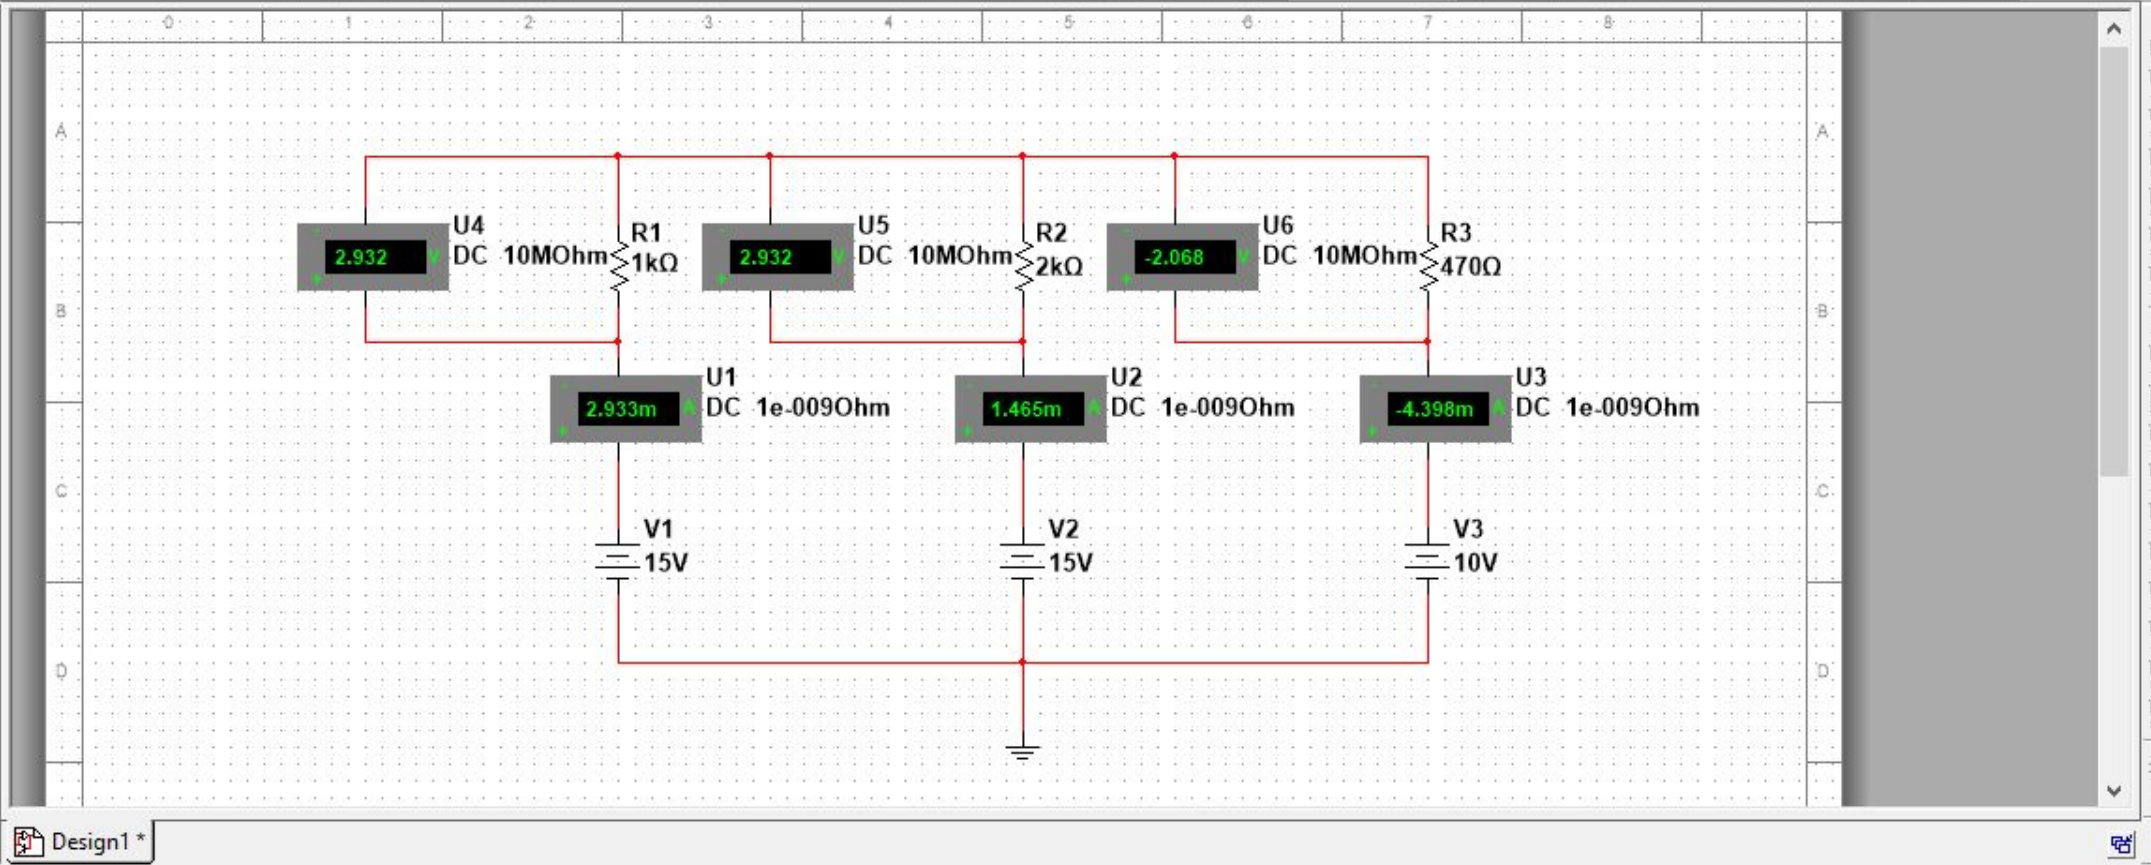 0 1 2 3 4 5 6 7 8
A A
U4 U5 U6
R1 R2 R3
- - -
2.932 V DC 10MOhm 1kΩ 2.932 V DC 10MOhm 2kΩ -2.068 V DC 10MOhm 470Ω
+ + +
B B
U1 U2 U3
- - -
2.933m A DC 1e-009Ohm 1.465m A DC 1e-009Ohm -4.398m A DC 1e-009Ohm
+ + +
C C
V1 V2 V3
15V 15V 10V
D D
Design1 *